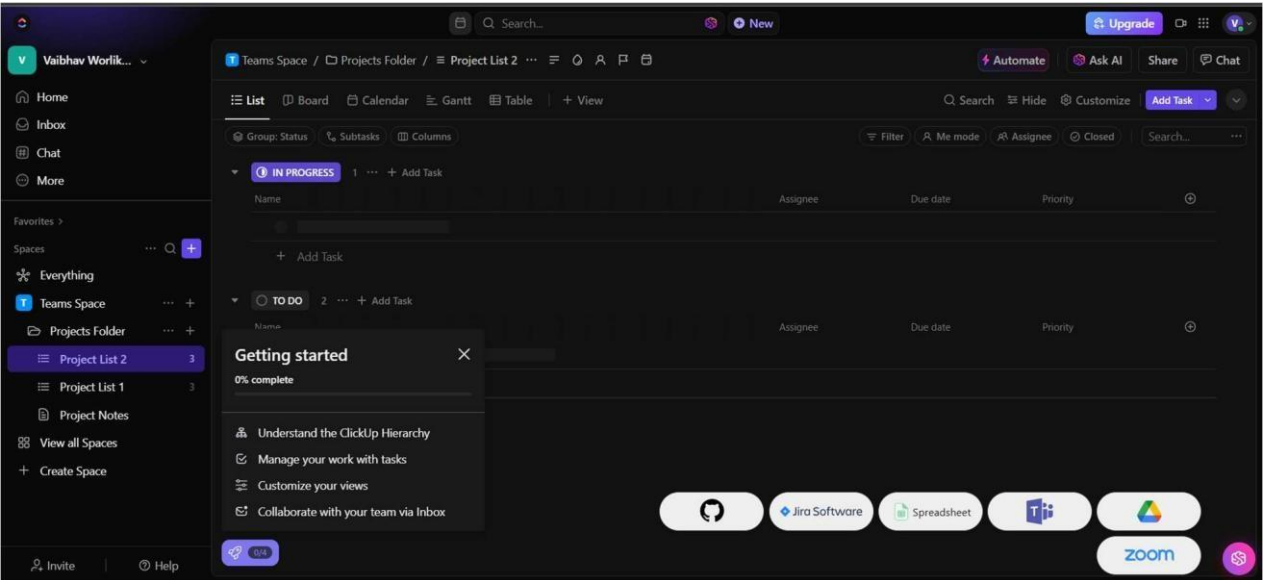 Search... New Upgrade V
V Vaibhav Worlik... T Teams Space / Projects Folder / Project List 2 ... Automate Ask AI Share Chat
Home
Inbox
Chat
More
Favorites >
Spaces ...
Everything
T Teams Space ... +
Projects Folder ... +
Project List 2 3
Project List 1 3
Project Notes
View all Spaces
+ Create Space
Invite Help
List Board Calendar Gantt Table + View Search Hide Customize Add Task
Group: Status Subtasks Columns Filter Me mode Assignee Closed Search... ...
IN PROGRESS 1 ... + Add Task
Name Assignee Due date Priority
+ Add Task
TO DO 2 ... + Add Task
Name Assignee Due date Priority
Getting started
0% complete
Understand the ClickUp Hierarchy
Manage your work with tasks
Customize your views
Collaborate with your team via Inbox
0/4
Jira Software Spreadsheet T
zoom